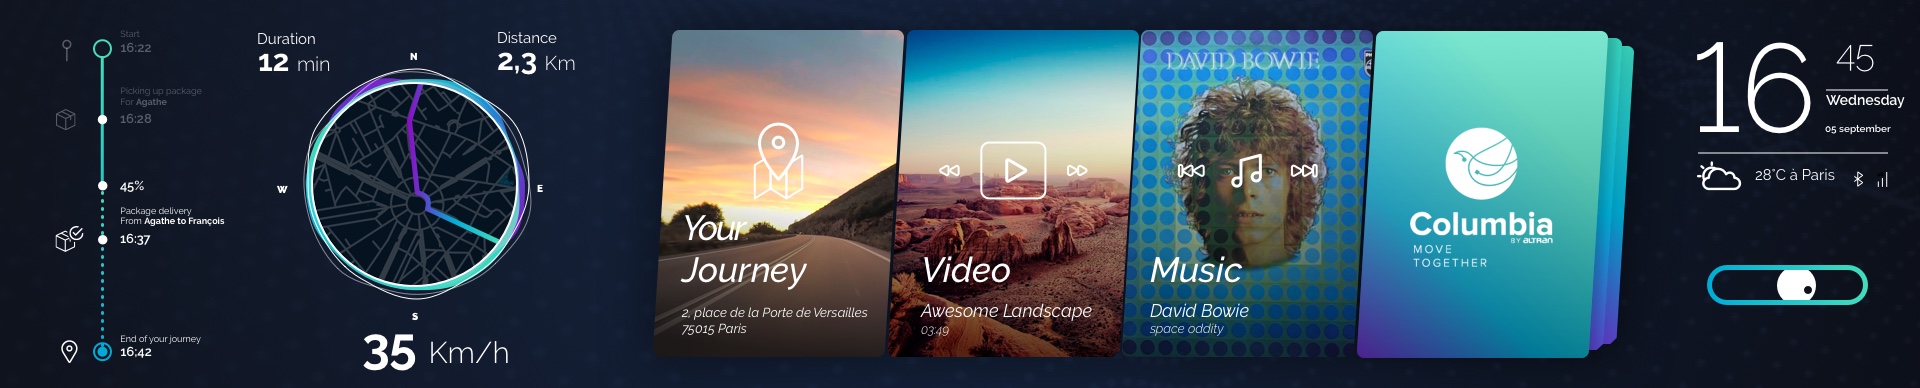 Start
16:22
Picking up package
For Agathe
16:28
45%
Package delivery
From Agathe to François
16:37
End of your journey
16:42
Duration
12 min
Distance
2,3 Km
N
W
E
S
35 Km/h
Your
Journey
2, place de la Porte de Versailles
75015 Paris
Video
Awesome Landscape
03:49
DAVID BOWIE
Music
David Bowie
space oddity
Columbia
BY ALTRAN
MOVE
TOGETHER
16
45
Wednesday
05 september
28°C à Paris